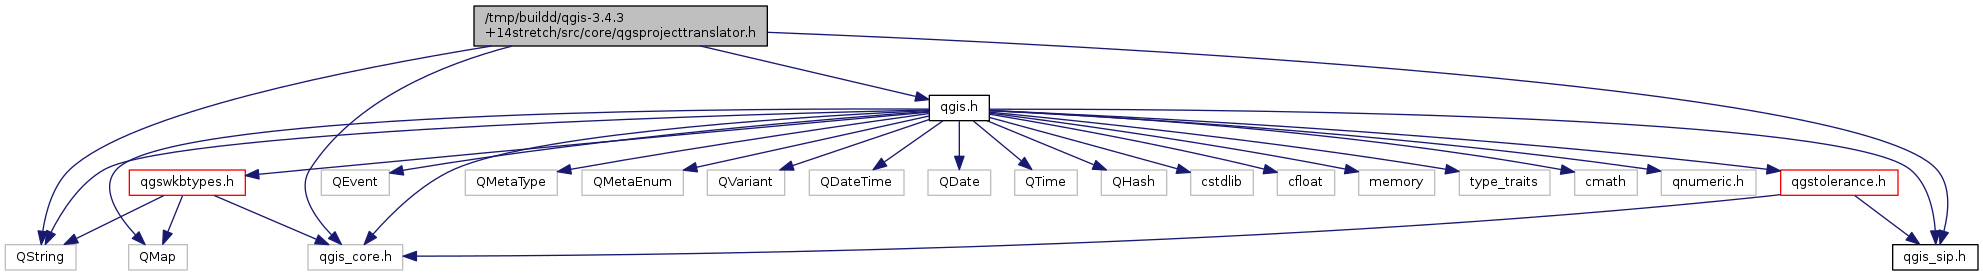 /tmp/buildd/qgis-3.4.3
+14stretch/src/core/qgsprojecttranslator.h
qgis.h
qgswkbtypes.h
QEvent
QMetaType
QMetaEnum
QVariant
QDateTime
QDate
QTime
QHash
cstdlib
cfloat
memory
type_traits
cmath
qnumeric.h
qgstolerance.h
QString
QMap
qgis_core.h
qgis_sip.h